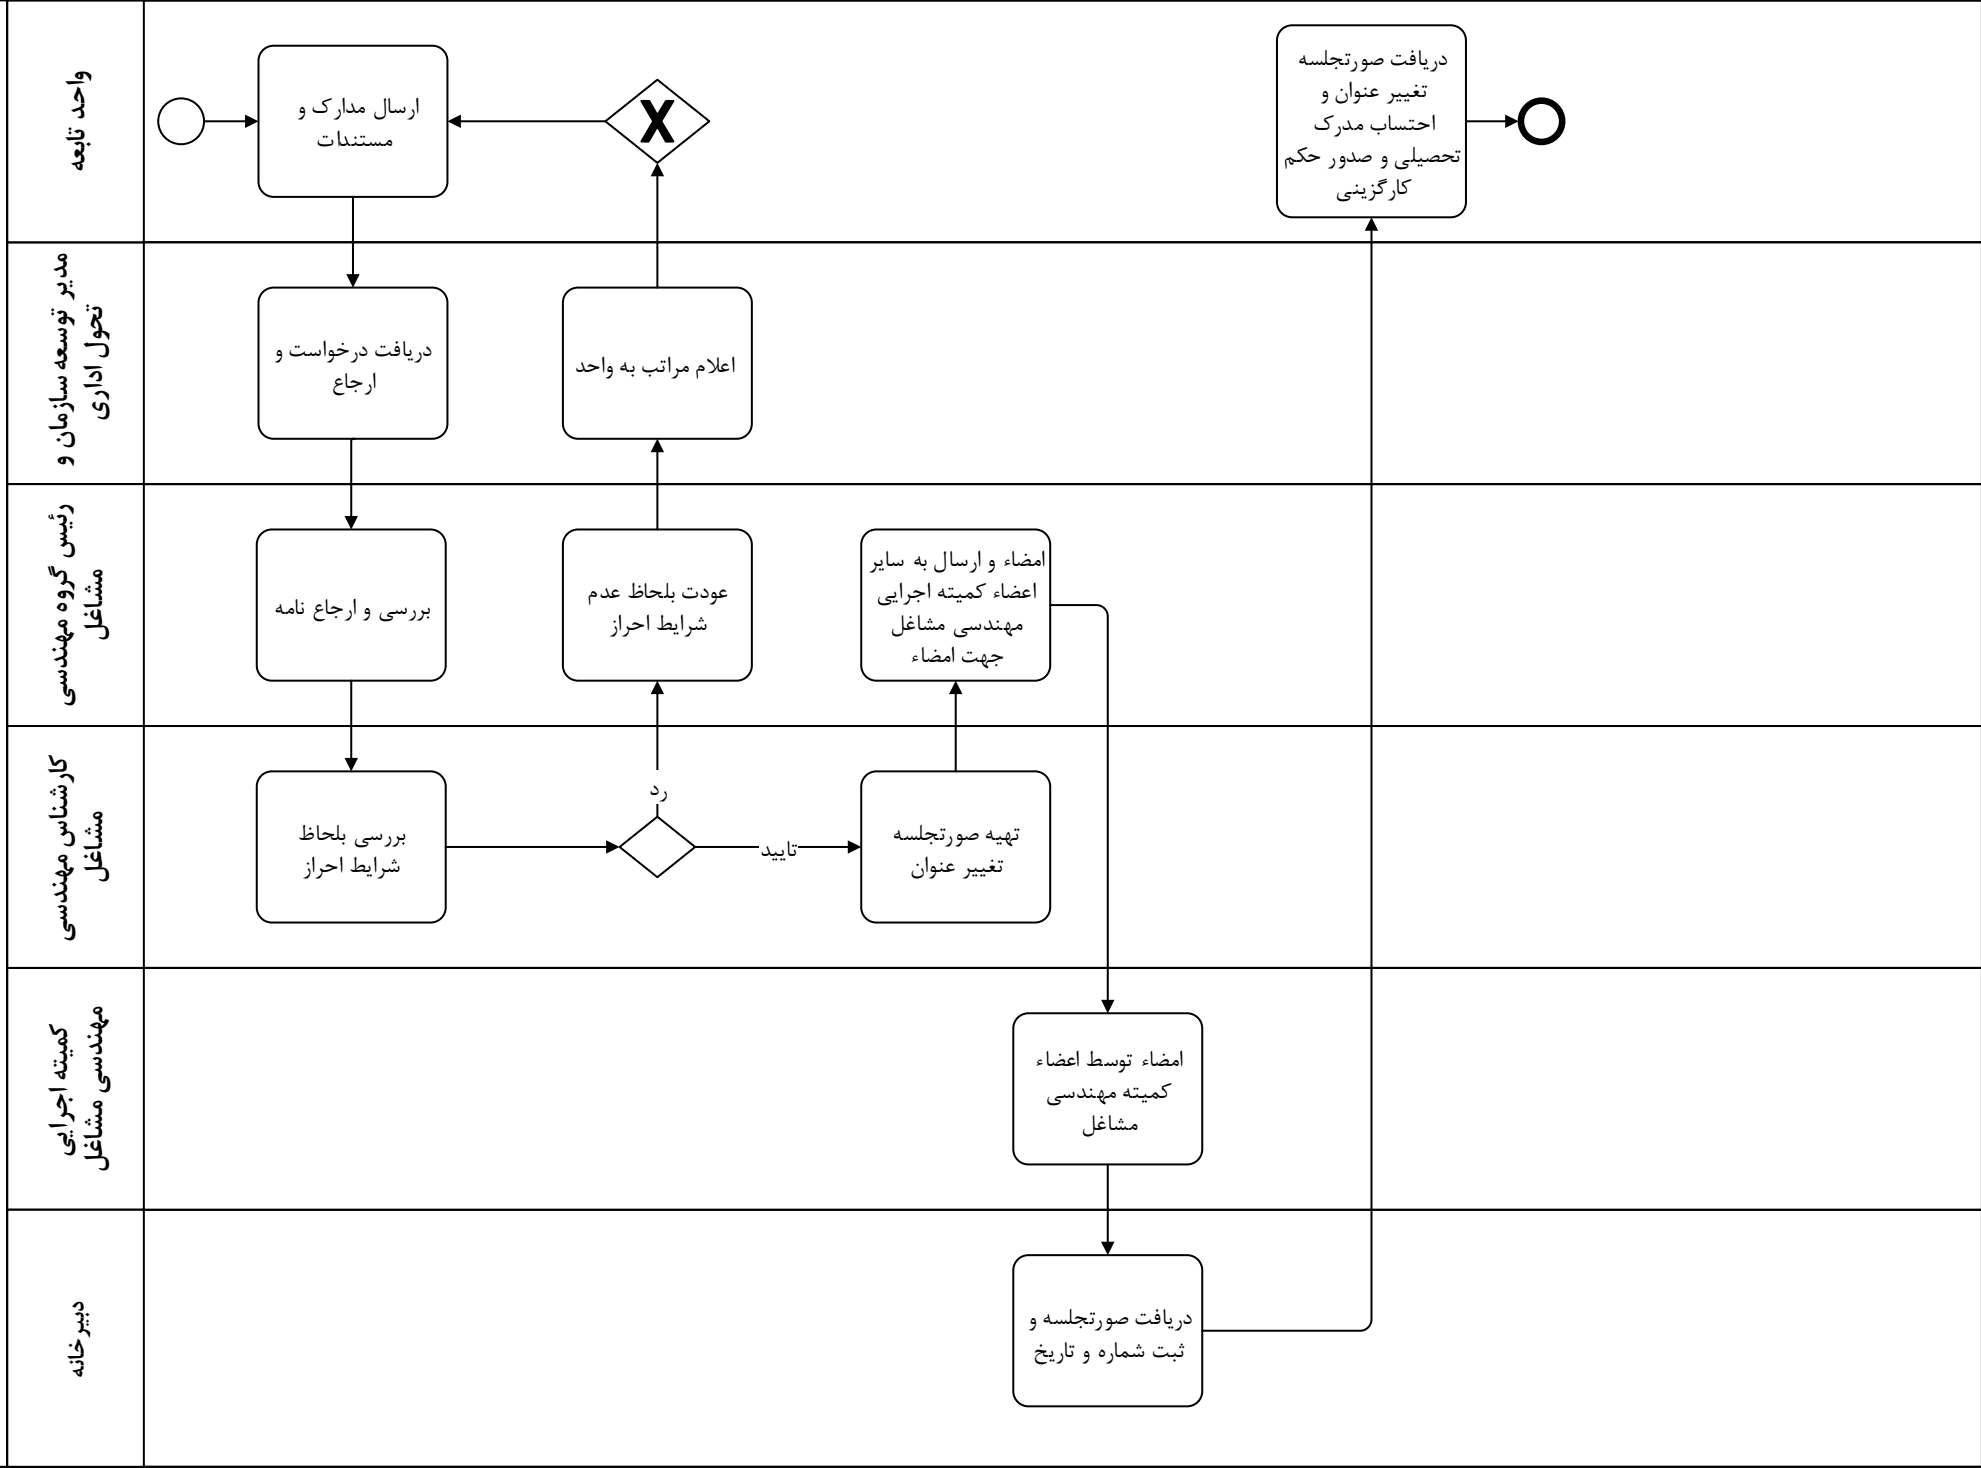 واحد تابعه
ارسال مدارک و
مستندات
X
دریافت صورتجلسه
تغییر عنوان و
احتساب مدرک
تحصیلی و صدور حکم
کارگزینی
مدیر توسعه سازمان و
تحول اداری
دریافت درخواست و
ارجاع
اعلام مراتب به واحد
رئیس گروه مهندسی
مشاغل
بررسی و ارجاع نامه
عودت بلحاظ عدم
شرایط احراز
امضاء و ارسال به سایر
اعضاء کمیته اجرایی
مهندسی مشاغل
جهت امضاء
کارشناس مهندسی
مشاغل
بررسی بلحاظ
شرایط احراز
رد
تایید
تهیه صورتجلسه
تغییر عنوان
کمیته اجرایی
مهندسی مشاغل
امضاء توسط اعضاء
کمیته مهندسی
مشاغل
دبیرخانه
دریافت صورتجلسه و
ثبت شماره و تاریخ